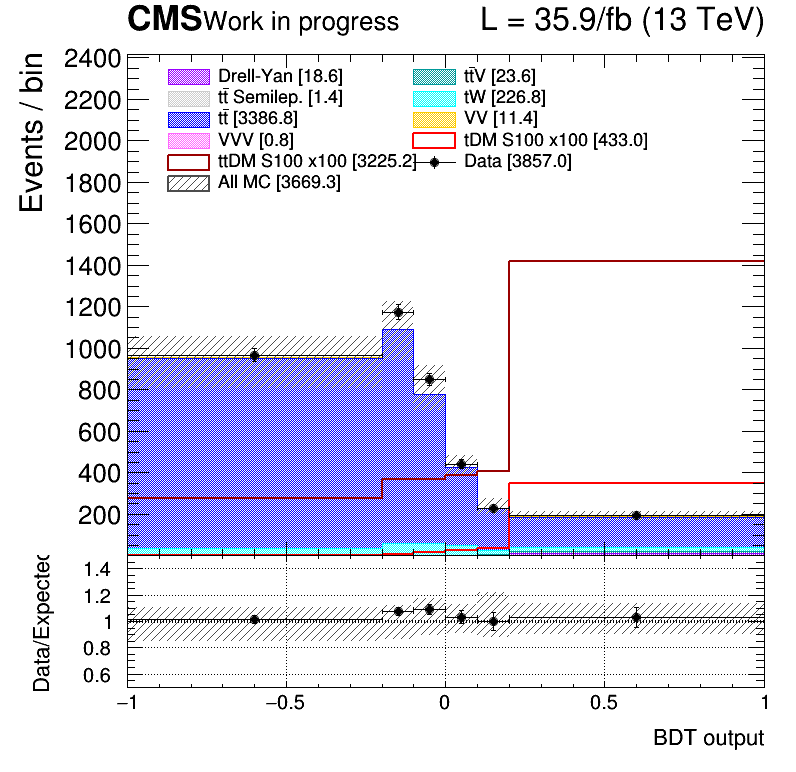 CMS Work in progress L = 35.9/fb (13 TeV)
Events / bin
2400
2200
2000
1800
1600
1400
1200
1000
800
600
400
200
Drell-Yan [18.6] tt̄V [23.6]
tt̄ Semilep. [1.4] tW [226.8]
tt̄ [3386.8] VV [11.4]
VVV [0.8] tDM S100 x100 [433.0]
ttDM S100 x100 [3225.2] Data [3857.0]
All MC [3669.3]
Data/Expected
1.4
1.2
1
0.8
0.6
−1 −0.5 0 0.5 1
BDT output